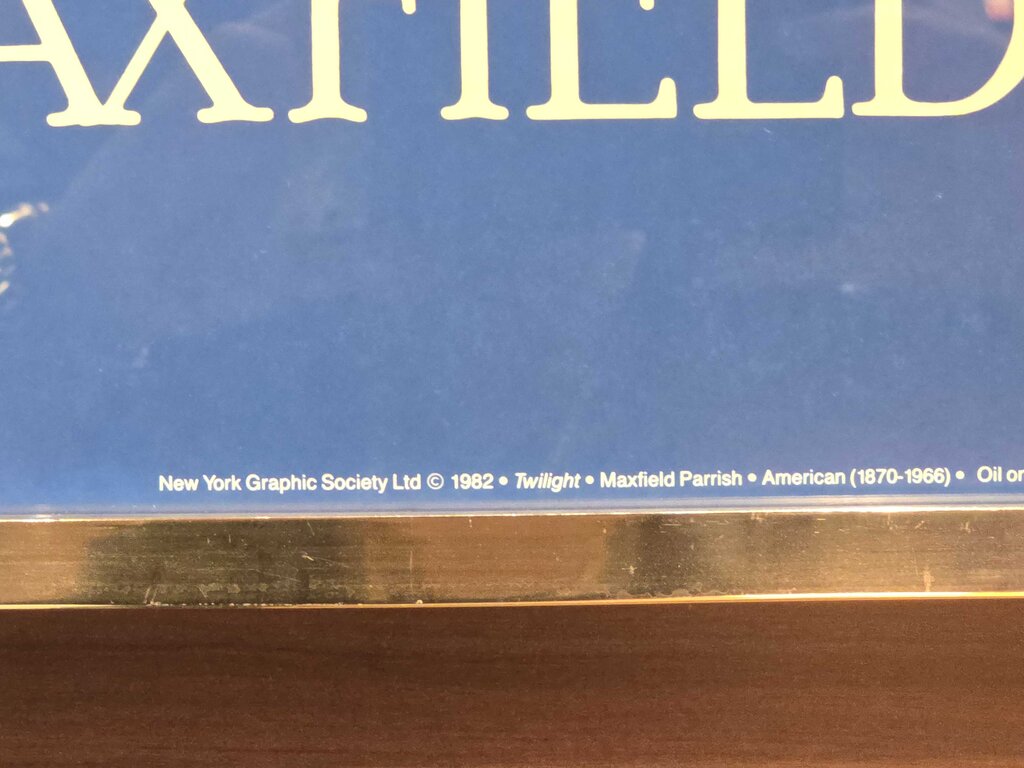 AXFIELD
New York Graphic Society Ltd © 1982 • Twilight • Maxfield Parrish • American (1870-1966) • Oil